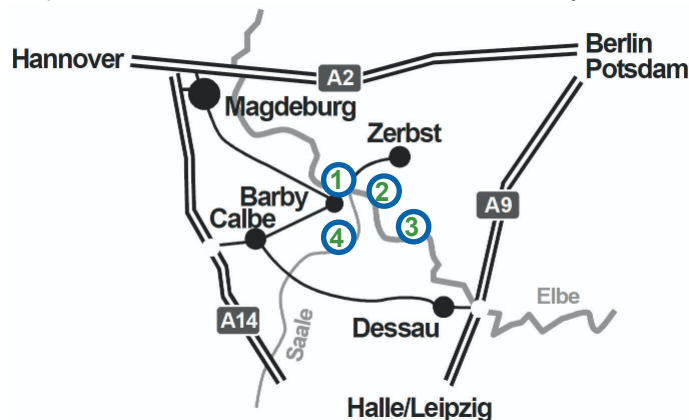 Hannover
Berlin
Potsdam
A2
Magdeburg
Zerbst
1
2
Barby
A9
Calbe
3
4
Elbe
A14
Saale
Dessau
Halle/Leipzig